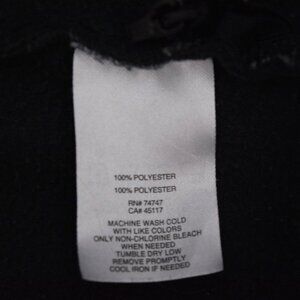 100% POLYESTER
100% POLYESTER
RN# 74747
CA# 45117
MACHINE WASH COLD
WITH LIKE COLORS
ONLY NON-CHLORINE BLEACH
WHEN NEEDED
TUMBLE DRY LOW
REMOVE PROMPTLY
COOL IRON IF NEEDED